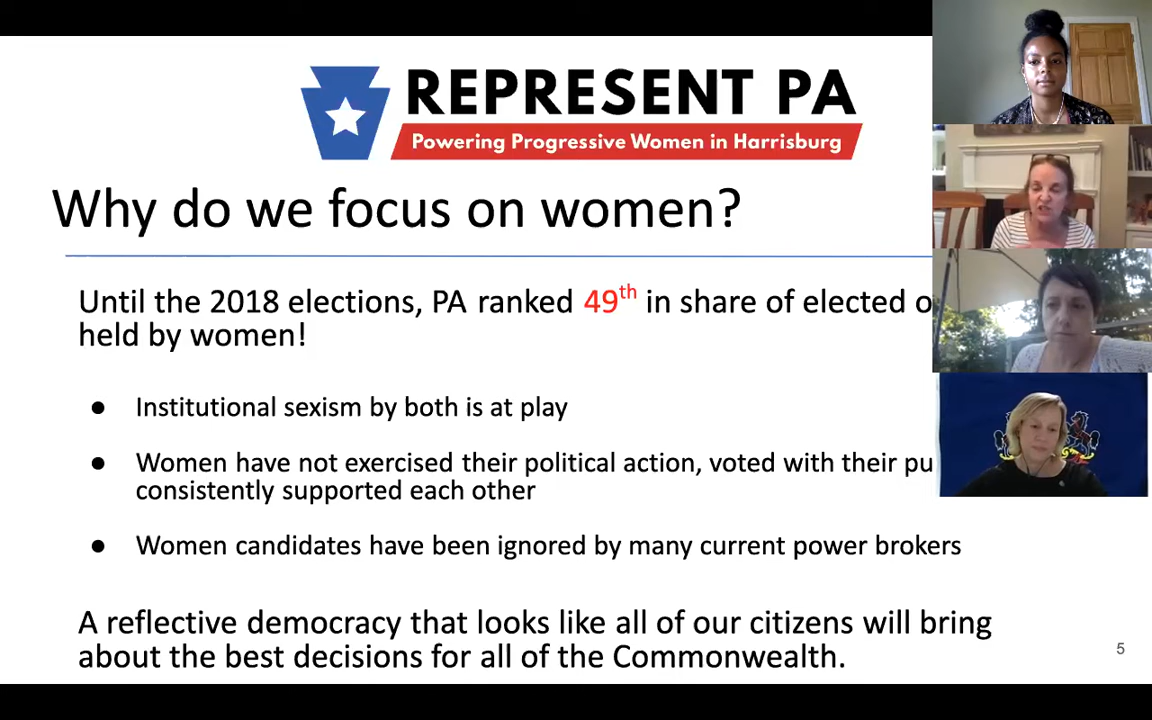 REPRESENT PA
Powering Progressive Women in Harrisburg
Why do we focus on women?
Until the 2018 elections, PA ranked 49th in share of elected
held by women!
● Institutional sexism by both is at play
● Women have not exercised their political action, voted with their
consistently supported each other
● Women candidates have been ignored by many current power brokers
A reflective democracy that looks like all of our citizens will bring
about the best decisions for all of the Commonwealth.
5